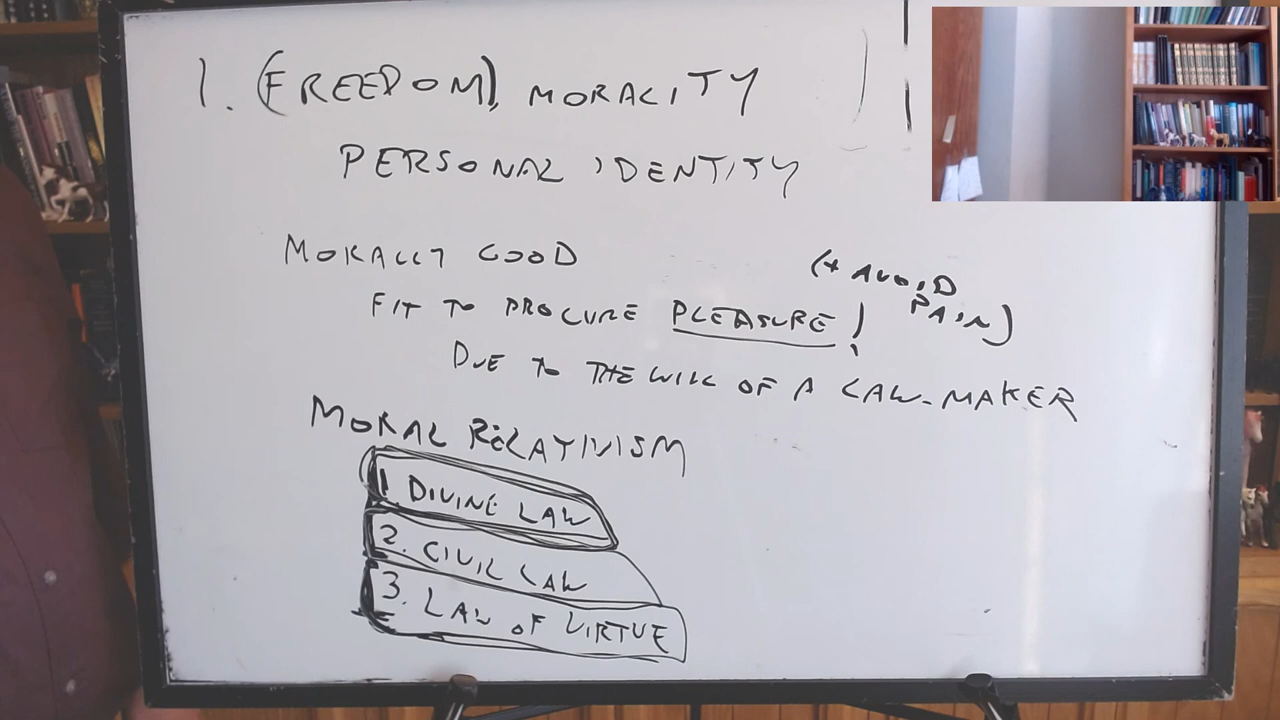 1. (FREEDOM), MORALITY
PERSONAL IDENTITY
MORALLY GOOD
(+ AVOID
PAIN)
FIT TO PROCURE PLEASURE!
DUE TO THE WILL OF A LAW-MAKER
MORAL RELATIVISM
1 DIVINE LAW
2. CIVIL LAW
3. LAW OF VIRTUE